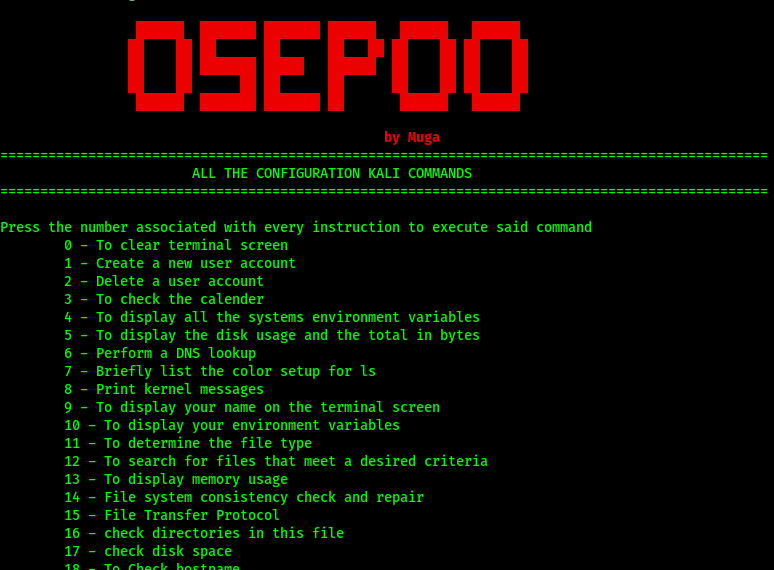 OSEPOO
by Muga
================================================================================================
ALL THE CONFIGURATION KALI COMMANDS
================================================================================================
Press the number associated with every instruction to execute said command
0 - To clear terminal screen
1 - Create a new user account
2 - Delete a user account
3 - To check the calender
4 - To display all the systems environment variables
5 - To display the disk usage and the total in bytes
6 - Perform a DNS lookup
7 - Briefly list the color setup for ls
8 - Print kernel messages
9 - To display your name on the terminal screen
10 - To display your environment variables
11 - To determine the file type
12 - To search for files that meet a desired criteria
13 - To display memory usage
14 - File system consistency check and repair
15 - File Transfer Protocol
16 - check directories in this file
17 - check disk space
18 - To Check hostname